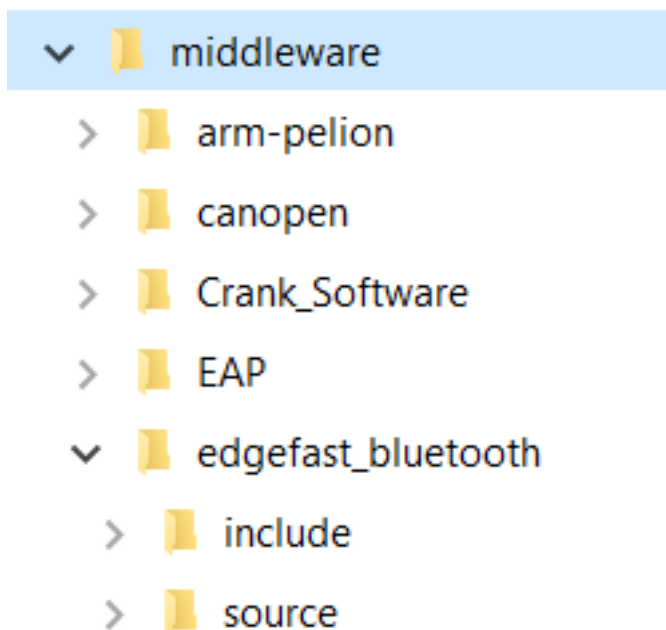 middleware
arm-pelion
canopen
Crank_Software
EAP
edgefast_bluetooth
include
source